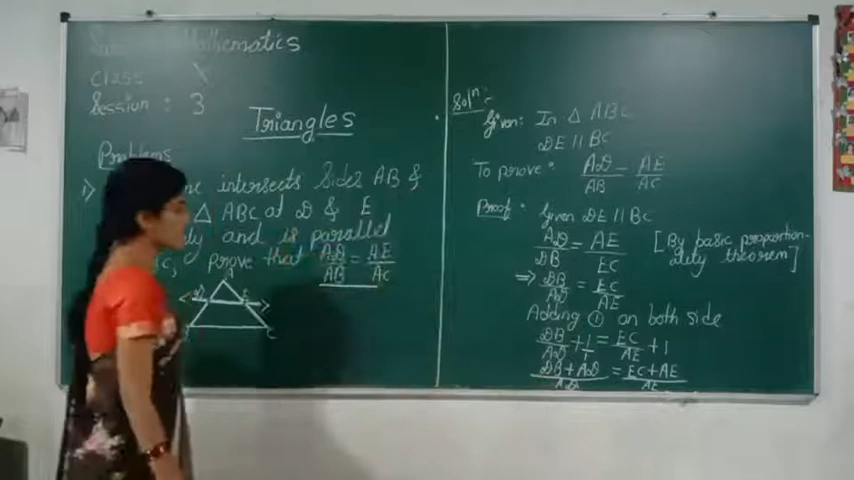 Mathematics
Class
Session : 3
Triangles
Problems
1) ne intersects Sides AB &
△ ABC at D & E
and is parallel
prove that AD/AB = AE/AC
A
D E
C
Soln:
Given: In △ ABC
DE || BC
To prove: AD/AB = AE/AC
Proof: Given DE || BC
AD/DB = AE/EC [By basic proportion-
ality theorem]
⇒ DB/AD = EC/AE
Adding ① on both side
DB/AD + 1/1 = EC/AE + 1
DB+AD/AD = EC+AE/AE